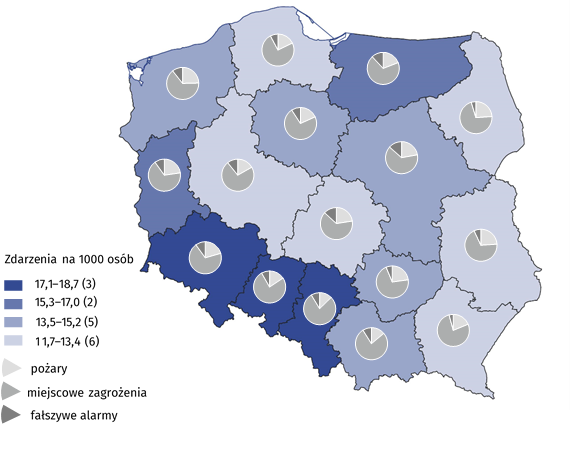 Zdarzenia na 1000 osób
17,1–18,7 (3)
15,3–17,0 (2)
13,5–15,2 (5)
11,7–13,4 (6)
pożary
miejscowe zagrożenia
fałszywe alarmy